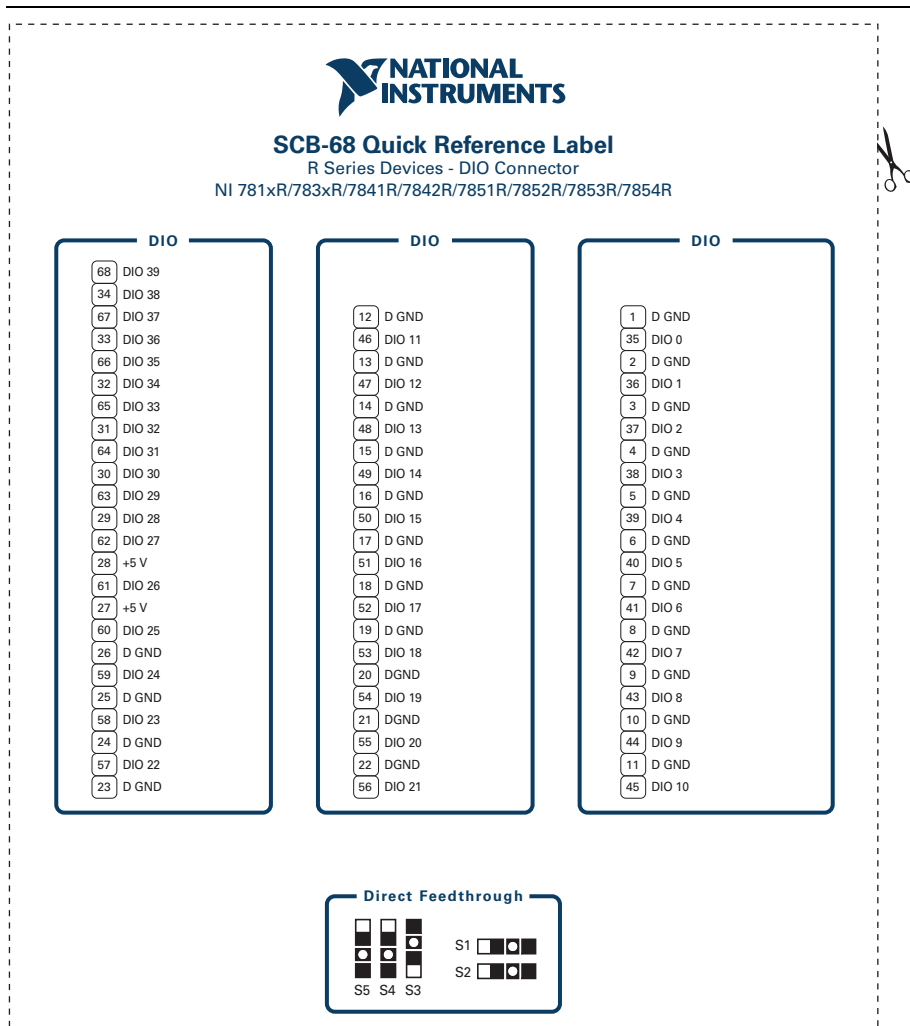 NATIONAL
INSTRUMENTS
SCB-68 Quick Reference Label
R Series Devices - DIO Connector
NI 781xR/783xR/7841R/7842R/7851R/7852R/7853R/7854R
DIO
68 DIO 39
34 DIO 38
67 DIO 37
33 DIO 36
66 DIO 35
32 DIO 34
65 DIO 33
31 DIO 32
64 DIO 31
30 DIO 30
63 DIO 29
29 DIO 28
62 DIO 27
28 +5 V
61 DIO 26
27 +5 V
60 DIO 25
26 D GND
59 DIO 24
25 D GND
58 DIO 23
24 D GND
57 DIO 22
23 D GND
DIO
12 D GND
46 DIO 11
13 D GND
47 DIO 12
14 D GND
48 DIO 13
15 D GND
49 DIO 14
16 D GND
50 DIO 15
17 D GND
51 DIO 16
18 D GND
52 DIO 17
19 D GND
53 DIO 18
20 DGND
54 DIO 19
21 DGND
55 DIO 20
22 DGND
56 DIO 21
DIO
1 D GND
35 DIO 0
2 D GND
36 DIO 1
3 D GND
37 DIO 2
4 D GND
38 DIO 3
5 D GND
39 DIO 4
6 D GND
40 DIO 5
7 D GND
41 DIO 6
8 D GND
42 DIO 7
9 D GND
43 DIO 8
10 D GND
44 DIO 9
11 D GND
45 DIO 10
Direct Feedthrough
S5 S4 S3
S1
S2